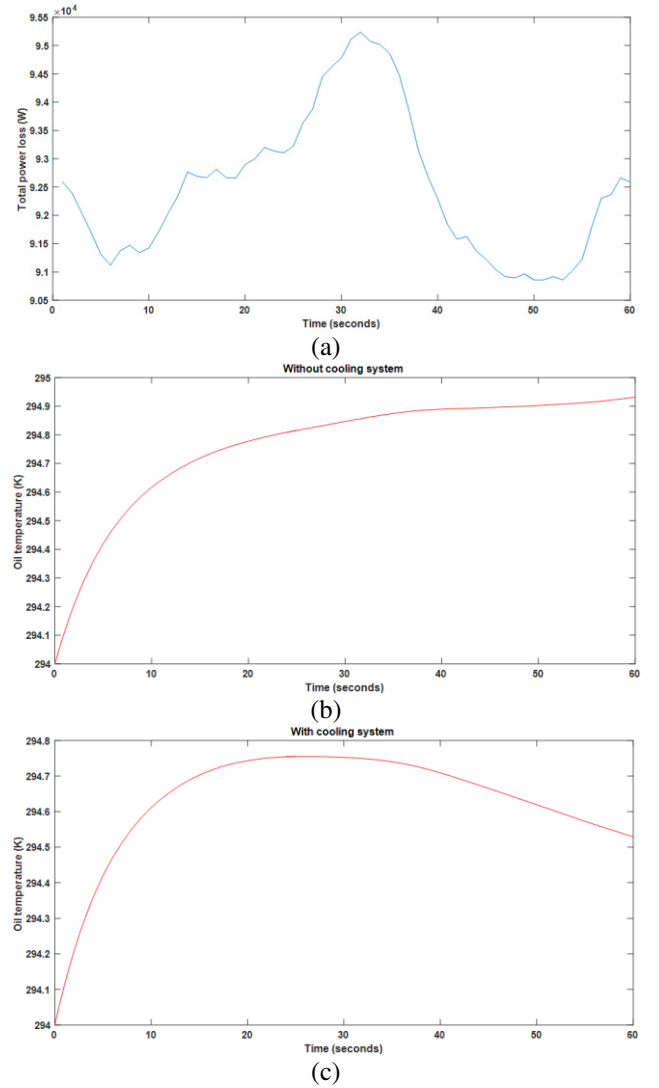 ×10⁴
9.55
9.5
9.45
9.4
9.35
9.3
9.25
9.2
9.15
9.1
9.05
Total power loss (W)
0 10 20 30 40 50 60
Time (seconds)
(a)
Without cooling system
295
294.9
294.8
294.7
294.6
294.5
294.4
294.3
294.2
294.1
294
Oil temperature (K)
0 10 20 30 40 50 60
Time (seconds)
(b)
With cooling system
294.8
294.7
294.6
294.5
294.4
294.3
294.2
294.1
294
Oil temperature (K)
0 10 20 30 40 50 60
Time (seconds)
(c)